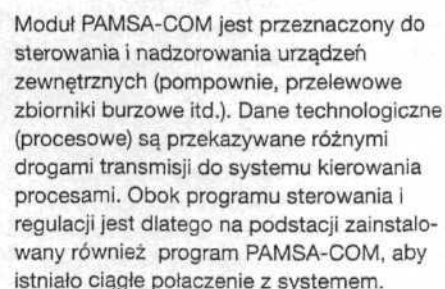 Moduł PAMSA-COM jest przeznaczony do
sterowania i nadzorowania urządzeń
zewnętrznych (pompownie, przelewowe
zbiorniki burzowe itd.). Dane technologiczne
(procesowe) są przekazywane różnymi
drogami transmisji do systemu kierowania
procesami. Obok programu sterowania i
regulacji jest dlatego na podstacji zainstalo-
wany również program PAMSA-COM, aby
istniało ciągłe połaczenie z systemem.